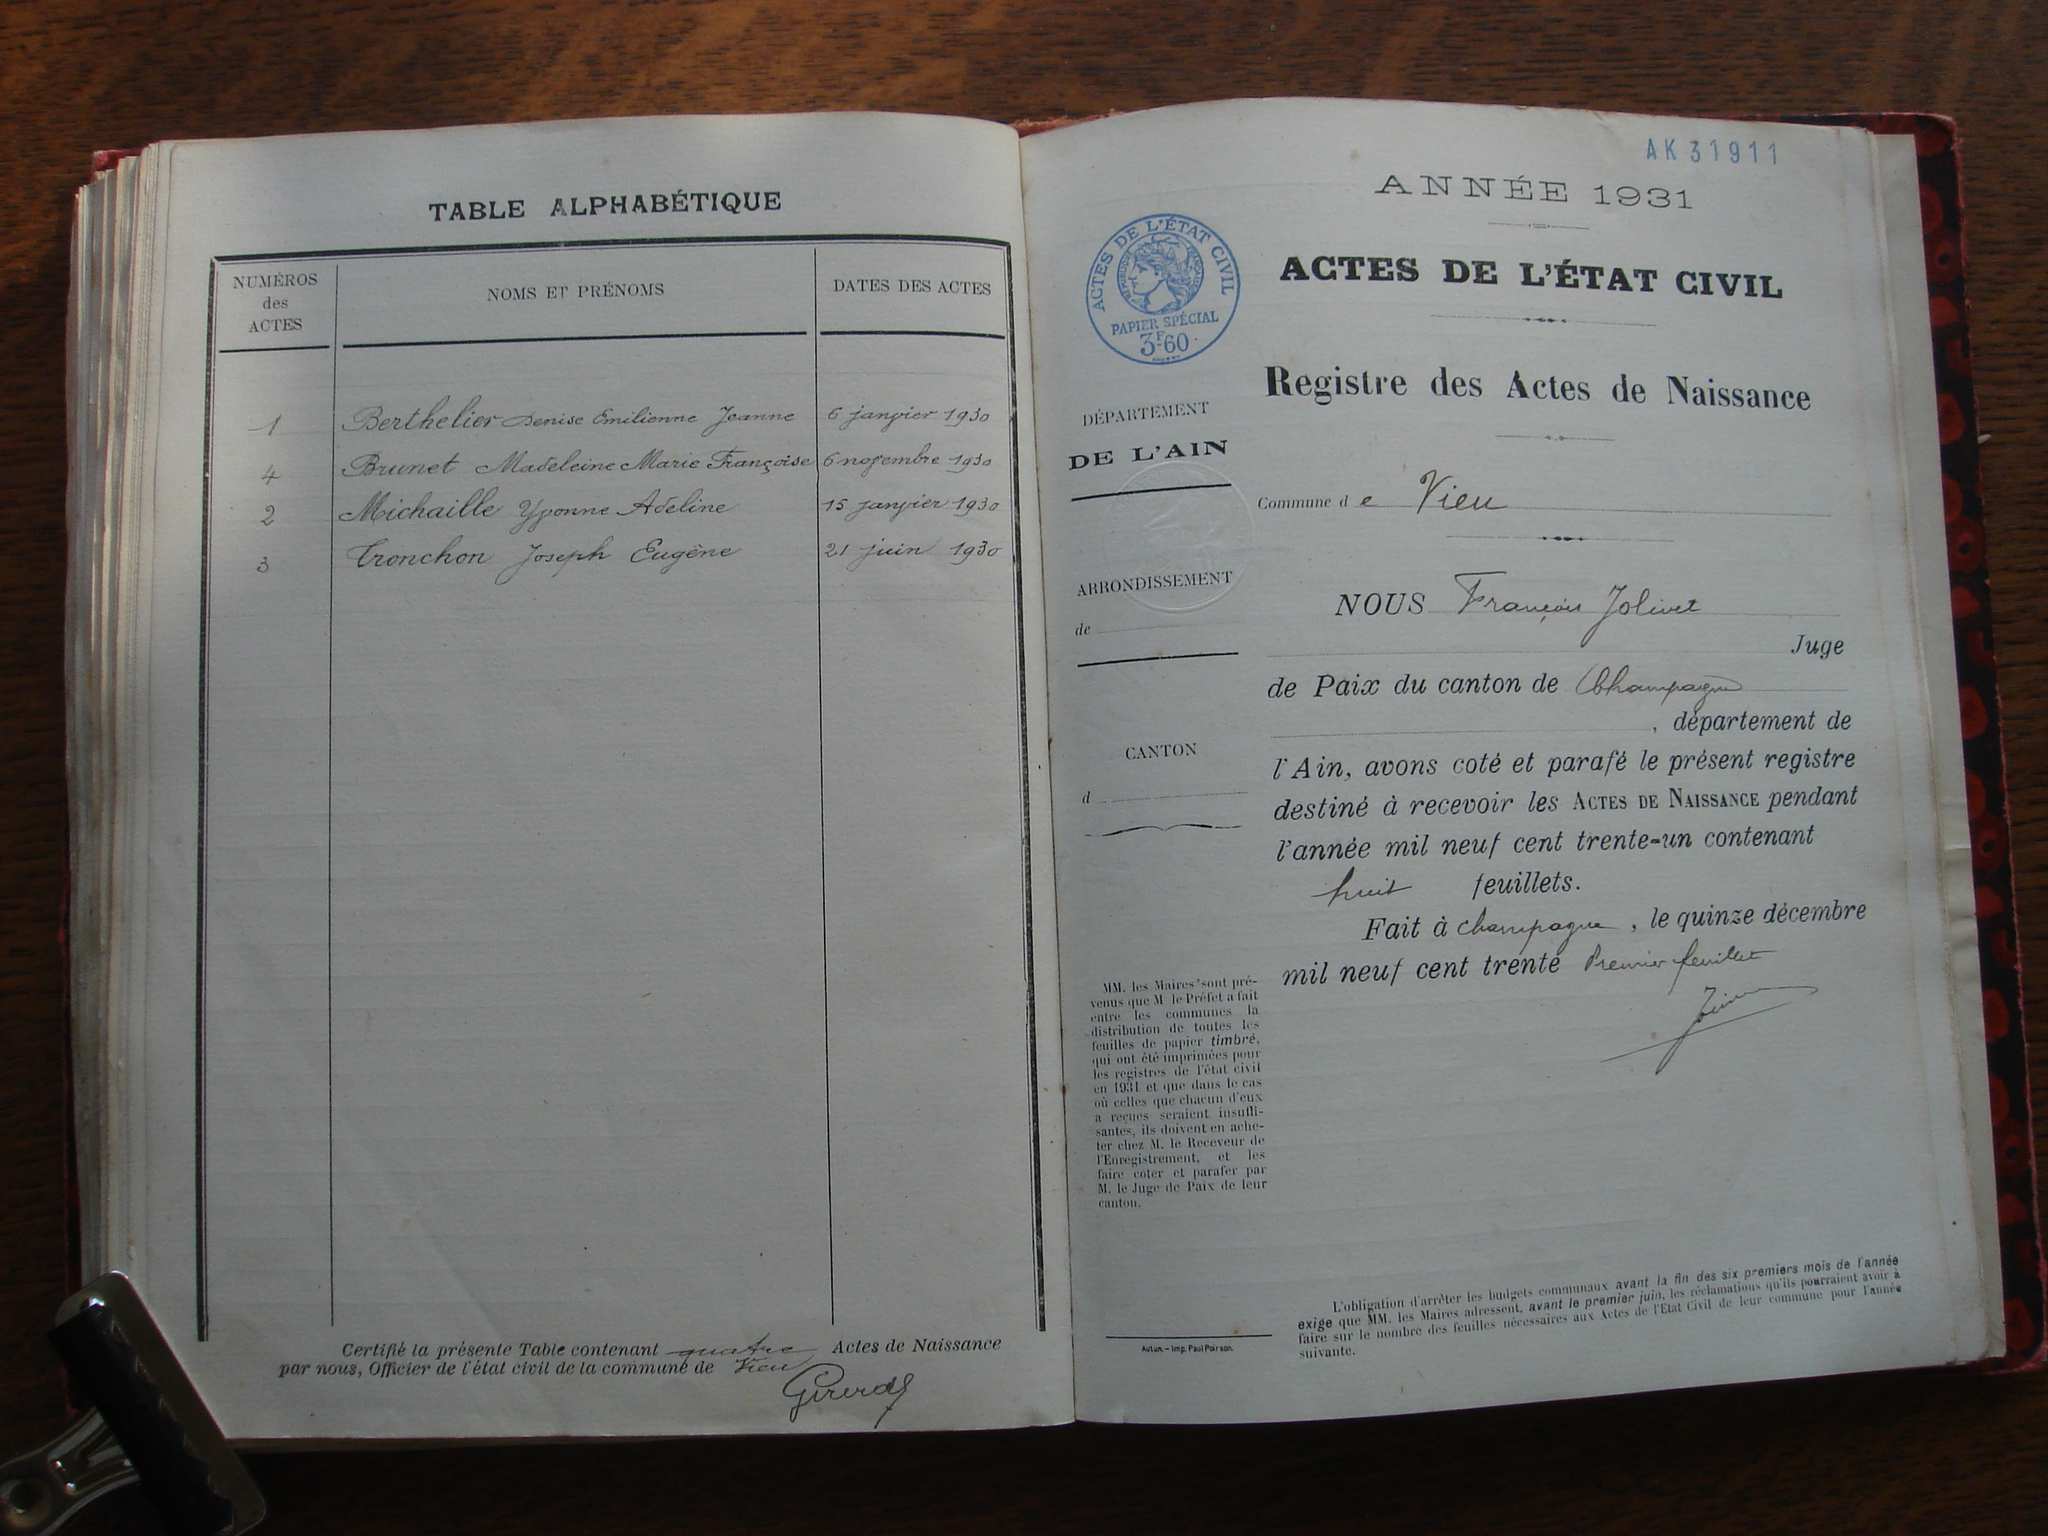 TABLE ALPHABÉTIQUE
NUMÉROS des ACTES NOMS ET PRÉNOMS DATES DES ACTES
1 Berthelier Denise Emilienne Jeanne 6 janvier 1930
4 Brunet Madeleine Marie Françoise 6 novembre 1930
2 Michaille Yvonne Adeline 15 janvier 1930
3 Tronchon Joseph Eugène 21 juin 1930
Certifié la présente Table contenant quatre Actes de Naissance
par nous, Officier de l'état civil de la commune de Vieu
AK 31911
ANNÉE 1931
ACTES DE L'ÉTAT CIVIL
RÉPUBLIQUE FRANÇAISE
PAPIER SPÉCIAL
3F60
ACTES DE L'ÉTAT CIVIL
Registre des Actes de Naissance
DÉPARTEMENT
DE L'AIN
Commune de Vieu
ARRONDISSEMENT
de
CANTON
d
NOUS François Jolivet
Juge
de Paix du canton de Champagne
, département de
l'Ain, avons coté et parafé le présent registre
destiné à recevoir les ACTES DE NAISSANCE pendant
l'année mil neuf cent trente-un contenant
huit feuillets.
Fait à Champagne, le quinze décembre
mil neuf cent trente Premier feuillet
MM. les Maires sont pré-
venus que M le Préfet a fait
entre les communes la
distribution de toutes les
feuilles de papier timbré,
qui ont été imprimées pour
les registres de l'état civil
en 1931 et que dans le cas
où celles que chacun d'eux
a reçues seraient insuffi-
santes, ils doivent en ache-
ter chez M. le Receveur de
l'Enregistrement, et les
faire coter et parafer par
M. le Juge de Paix de leur
canton.
Autun. — Imp. Paul Poirson.
L'obligation d'arrêter les budgets communaux avant la fin des six premiers mois de l'année
exige que MM. les Maires adressent, avant le premier juin, les réclamations qu'ils pourraient avoir à
faire sur le nombre des feuilles nécessaires aux Actes de l'Etat Civil de leur commune pour l'année
suivante.